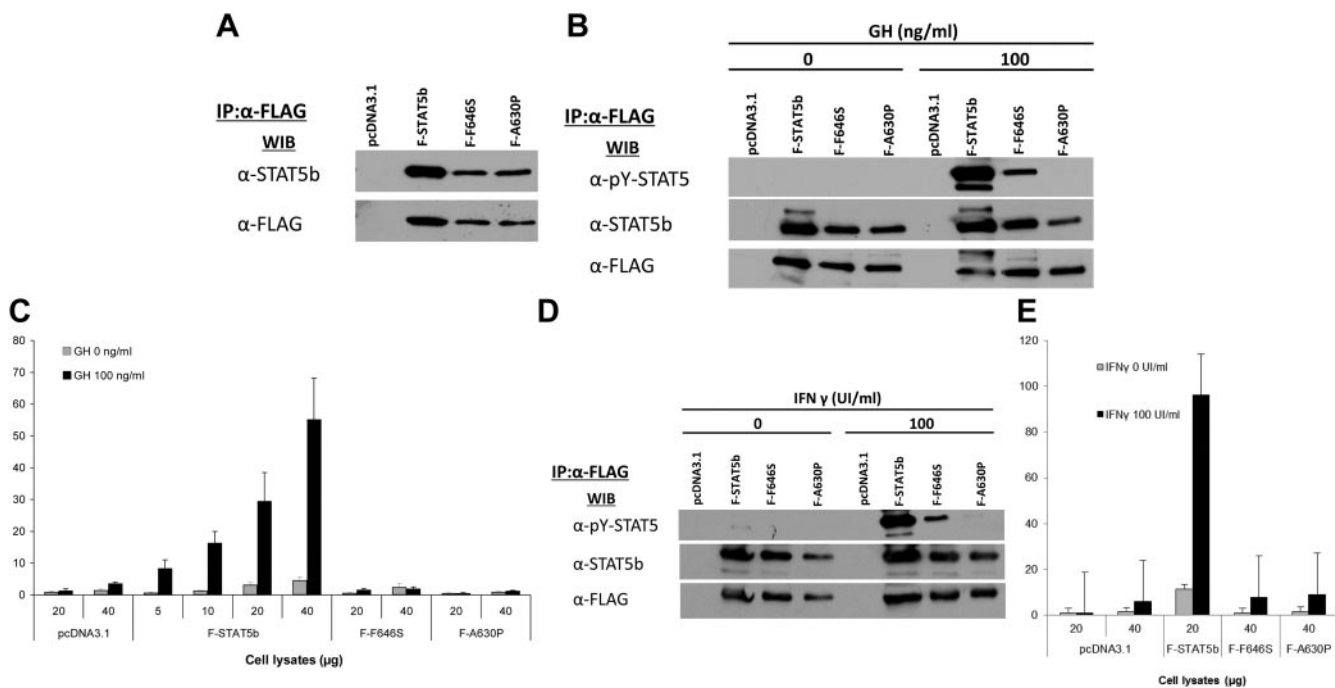 A
IP:α-FLAG
WIB
pcDNA3.1
F-STAT5b
F-F646S
F-A630P
α-STAT5b
α-FLAG
B
GH (ng/ml)
0
100
IP:α-FLAG
WIB
pcDNA3.1
F-STAT5b
F-F646S
F-A630P
pcDNA3.1
F-STAT5b
F-F646S
F-A630P
α-pY-STAT5
α-STAT5b
α-FLAG
C
80
70
60
50
40
30
20
10
0
GH 0 ng/ml
GH 100 ng/ml
20 40 5 10 20 40 20 40 20 40
pcDNA3.1 F-STAT5b F-F646S F-A630P
Cell lysates (µg)
D
IFN γ (UI/ml)
0
100
IP:α-FLAG
WIB
pcDNA3.1
F-STAT5b
F-F646S
F-A630P
pcDNA3.1
F-STAT5b
F-F646S
F-A630P
α-pY-STAT5
α-STAT5b
α-FLAG
E
120
100
80
60
40
20
0
IFNγ 0 UI/ml
IFNγ 100 UI/ml
20 40 20 40 40
pcDNA3.1 F-STAT5b F-F646S F-A630P
Cell lysates (µg)